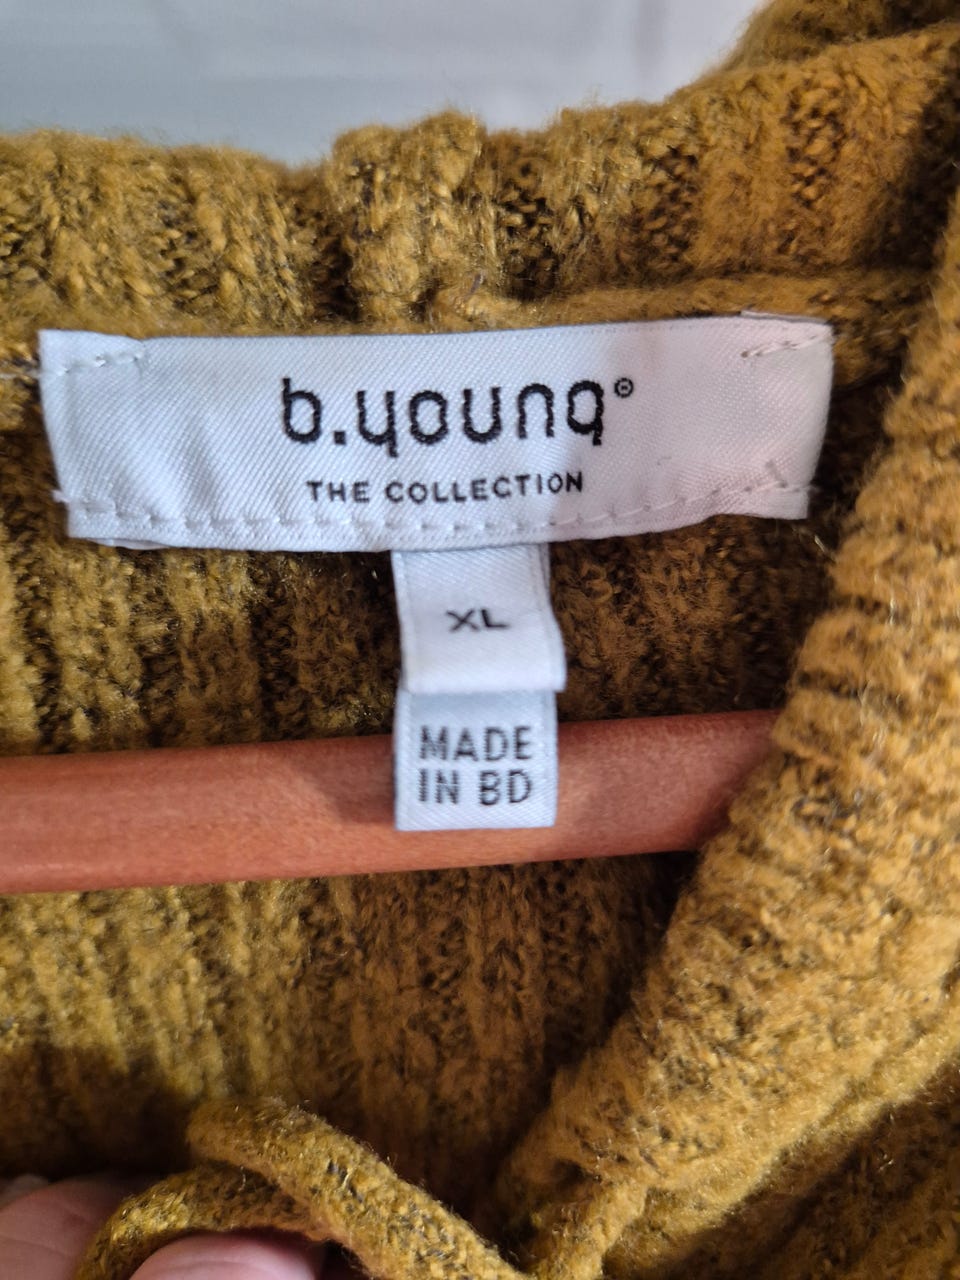 b.young®
THE COLLECTION
XL
MADE
IN BD